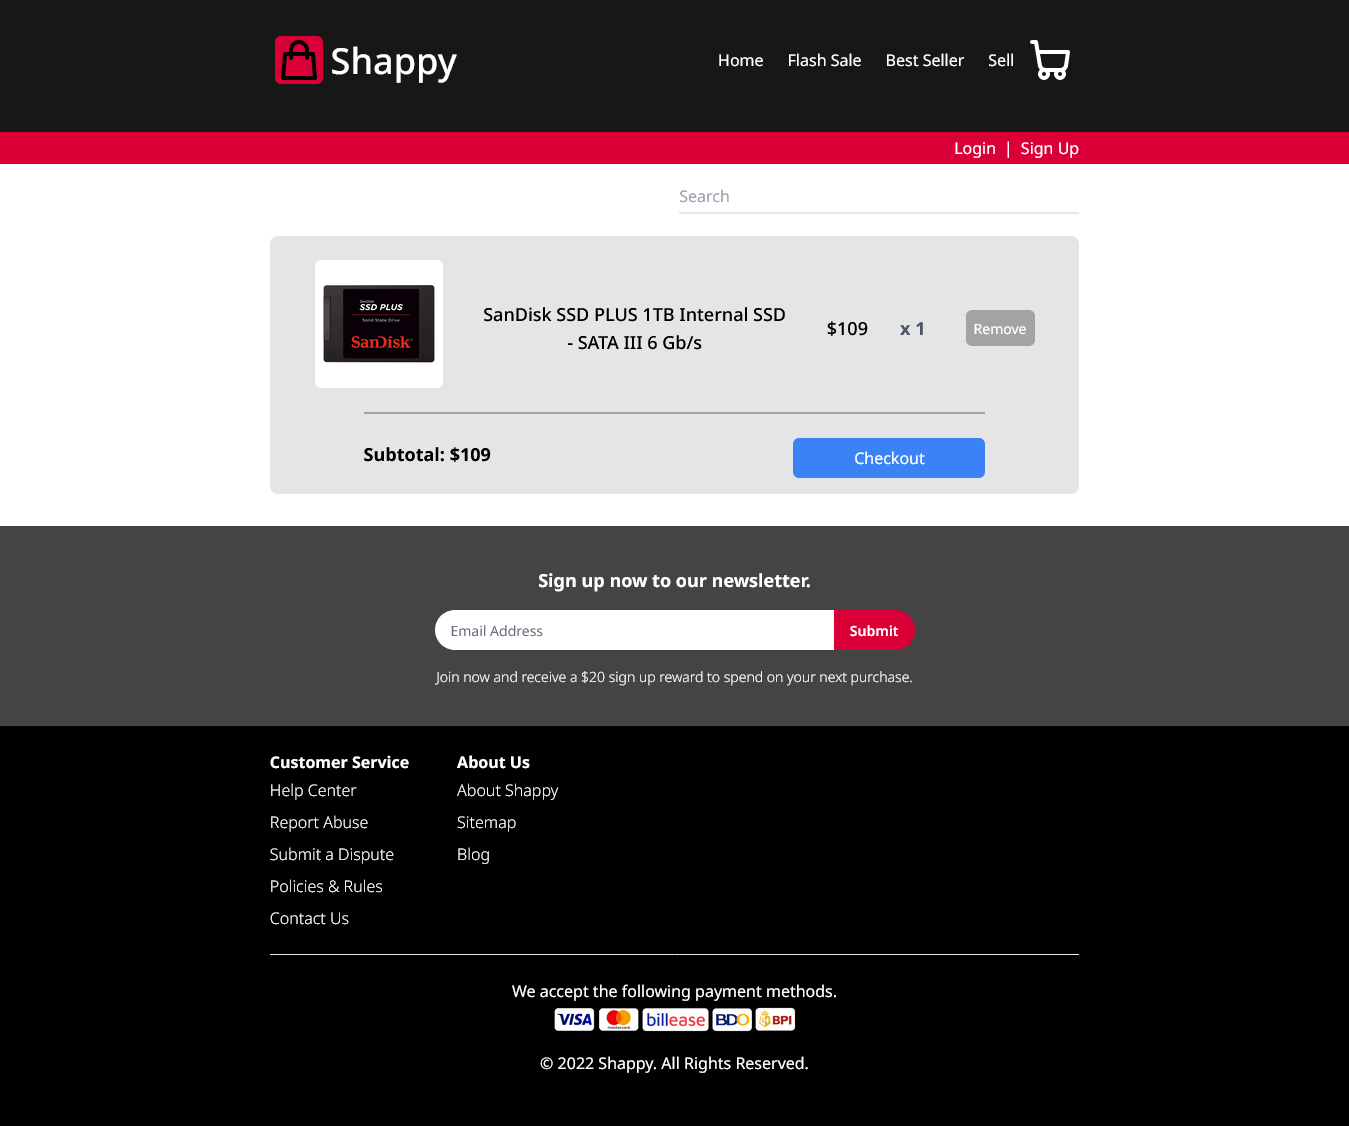 Shappy
Home Flash Sale Best Seller Sell
Login | Sign Up
Search
SanDisk
SSD PLUS
Solid State Drive
SanDisk
SanDisk SSD PLUS 1TB Internal SSD
- SATA III 6 Gb/s
$109 x 1 Remove
Subtotal: $109 Checkout
Sign up now to our newsletter.
Email Address Submit
Join now and receive a $20 sign up reward to spend on your next purchase.
Customer Service
Help Center
Report Abuse
Submit a Dispute
Policies & Rules
Contact Us
About Us
About Shappy
Sitemap
Blog
We accept the following payment methods.
VISA mastercard billease BDO BPI
© 2022 Shappy. All Rights Reserved.